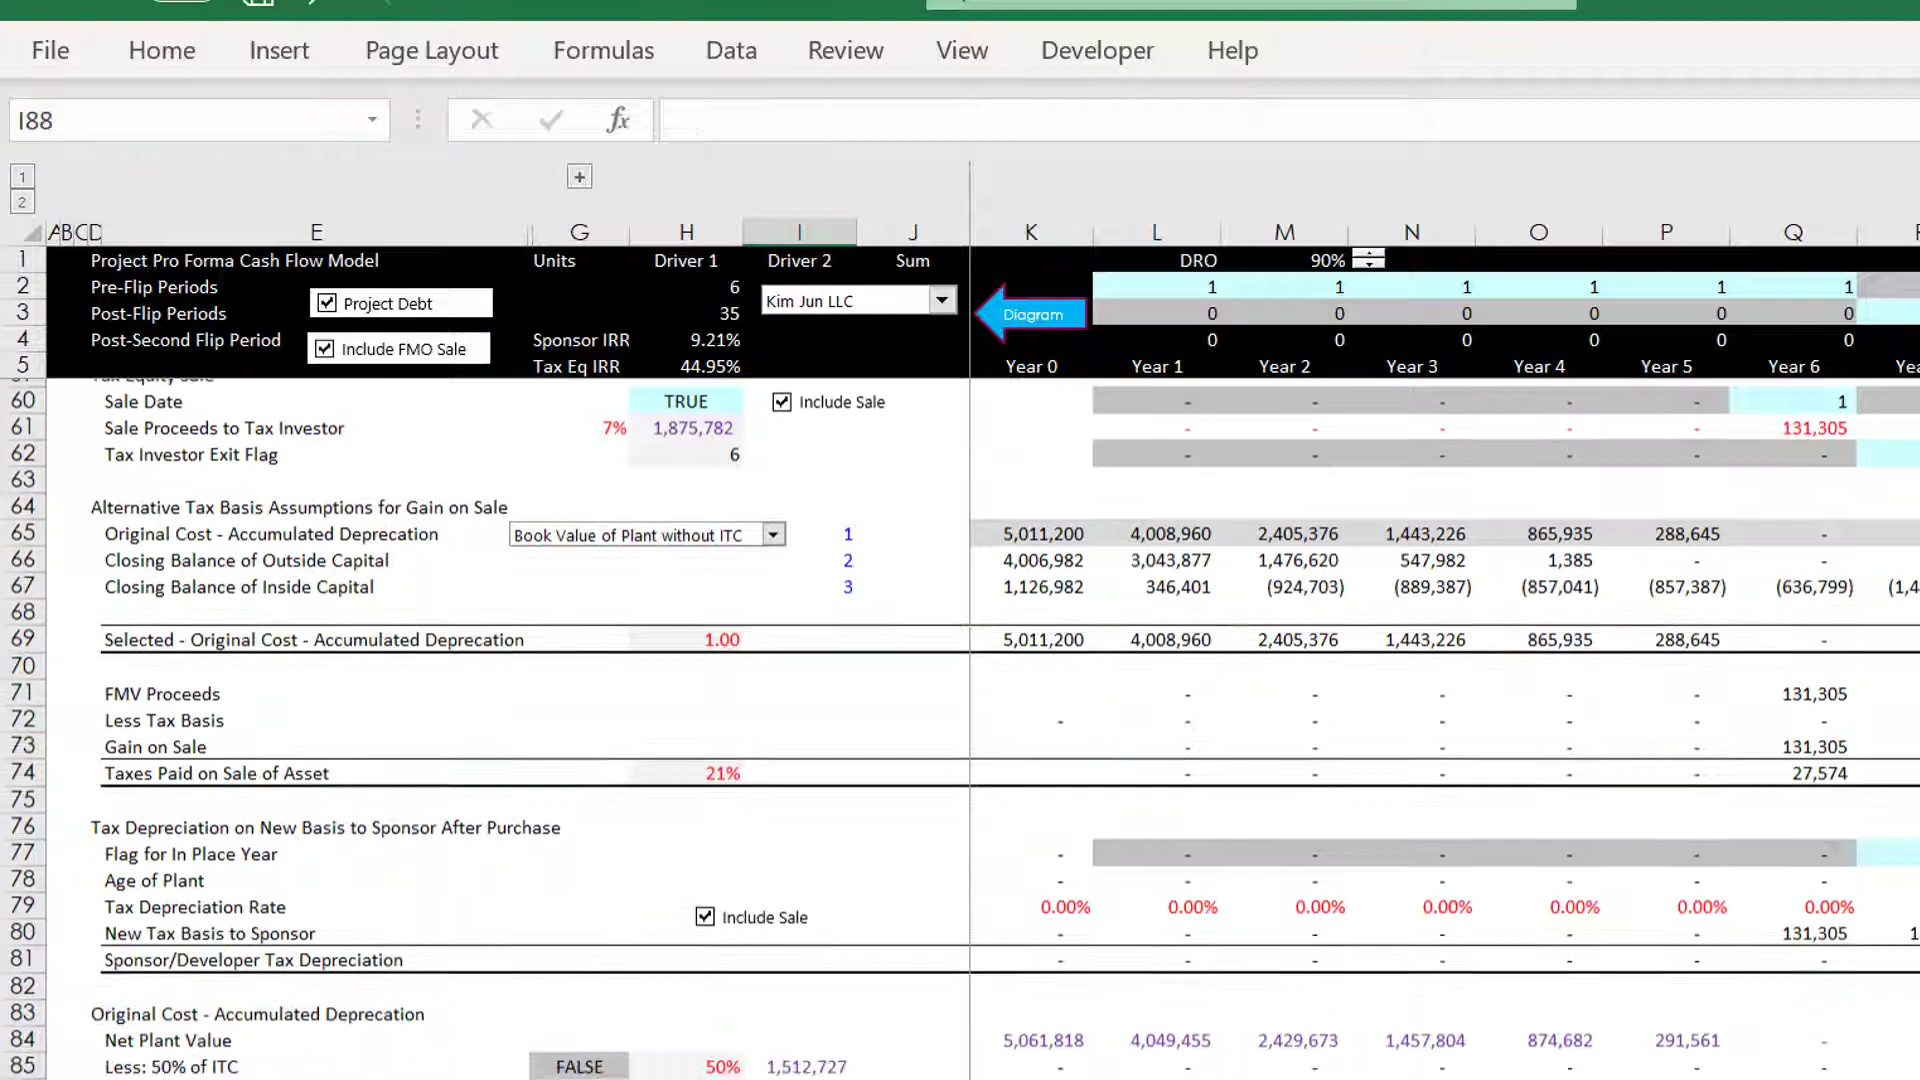 File Home Insert Page Layout Formulas Data Review View Developer Help
I88 fx
1 +
2
A B C D E G H I J K L M N O P Q
1 Project Pro Forma Cash Flow Model Units Driver 1 Driver 2 Sum DRO 90%
2 Pre-Flip Periods 6 1 1 1 1 1 1
Project Debt Kim Jun LLC
3 Post-Flip Periods 35 Diagram 0 0 0 0 0 0
4 Post-Second Flip Period Include FMO Sale Sponsor IRR 9.21% 0 0 0 0 0 0
5 Tax Eq IRR 44.95% Year 0 Year 1 Year 2 Year 3 Year 4 Year 5 Year 6
Tax Equity Sale
60 Sale Date TRUE Include Sale - - - - - 1
61 Sale Proceeds to Tax Investor 7% 1,875,782 - - - - - 131,305
62 Tax Investor Exit Flag 6 - - - - - -
63
64 Alternative Tax Basis Assumptions for Gain on Sale
65 Original Cost - Accumulated Deprecation Book Value of Plant without ITC 1 5,011,200 4,008,960 2,405,376 1,443,226 865,935 288,645 -
66 Closing Balance of Outside Capital 2 4,006,982 3,043,877 1,476,620 547,982 1,385 - -
67 Closing Balance of Inside Capital 3 1,126,982 346,401 (924,703) (889,387) (857,041) (857,387) (636,799) (1,4
68
69 Selected - Original Cost - Accumulated Deprecation 1.00 5,011,200 4,008,960 2,405,376 1,443,226 865,935 288,645 -
70
71 FMV Proceeds - - - - - 131,305
72 Less Tax Basis - - - - - - -
73 Gain on Sale - - - - - 131,305
74 Taxes Paid on Sale of Asset 21% - - - - - 27,574
75
76 Tax Depreciation on New Basis to Sponsor After Purchase
77 Flag for In Place Year - - - - - - -
78 Age of Plant - - - - - - -
79 Tax Depreciation Rate 0.00% 0.00% 0.00% 0.00% 0.00% 0.00% 0.00%
Include Sale
80 New Tax Basis to Sponsor - - - - - - 131,305 1
81 Sponsor/Developer Tax Depreciation - - - - - - -
82
83 Original Cost - Accumulated Deprecation
84 Net Plant Value 5,061,818 4,049,455 2,429,673 1,457,804 874,682 291,561 -
85 Less: 50% of ITC FALSE 50% 1,512,727 - - - - - - -